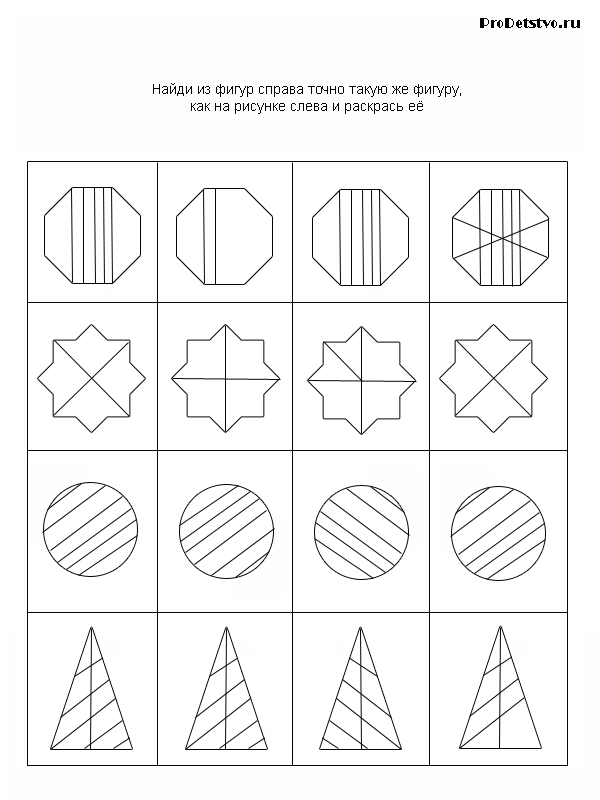 ProDetstvo.ru
Найди из фигур справа точно такую же фигуру,
как на рисунке слева и раскрась её